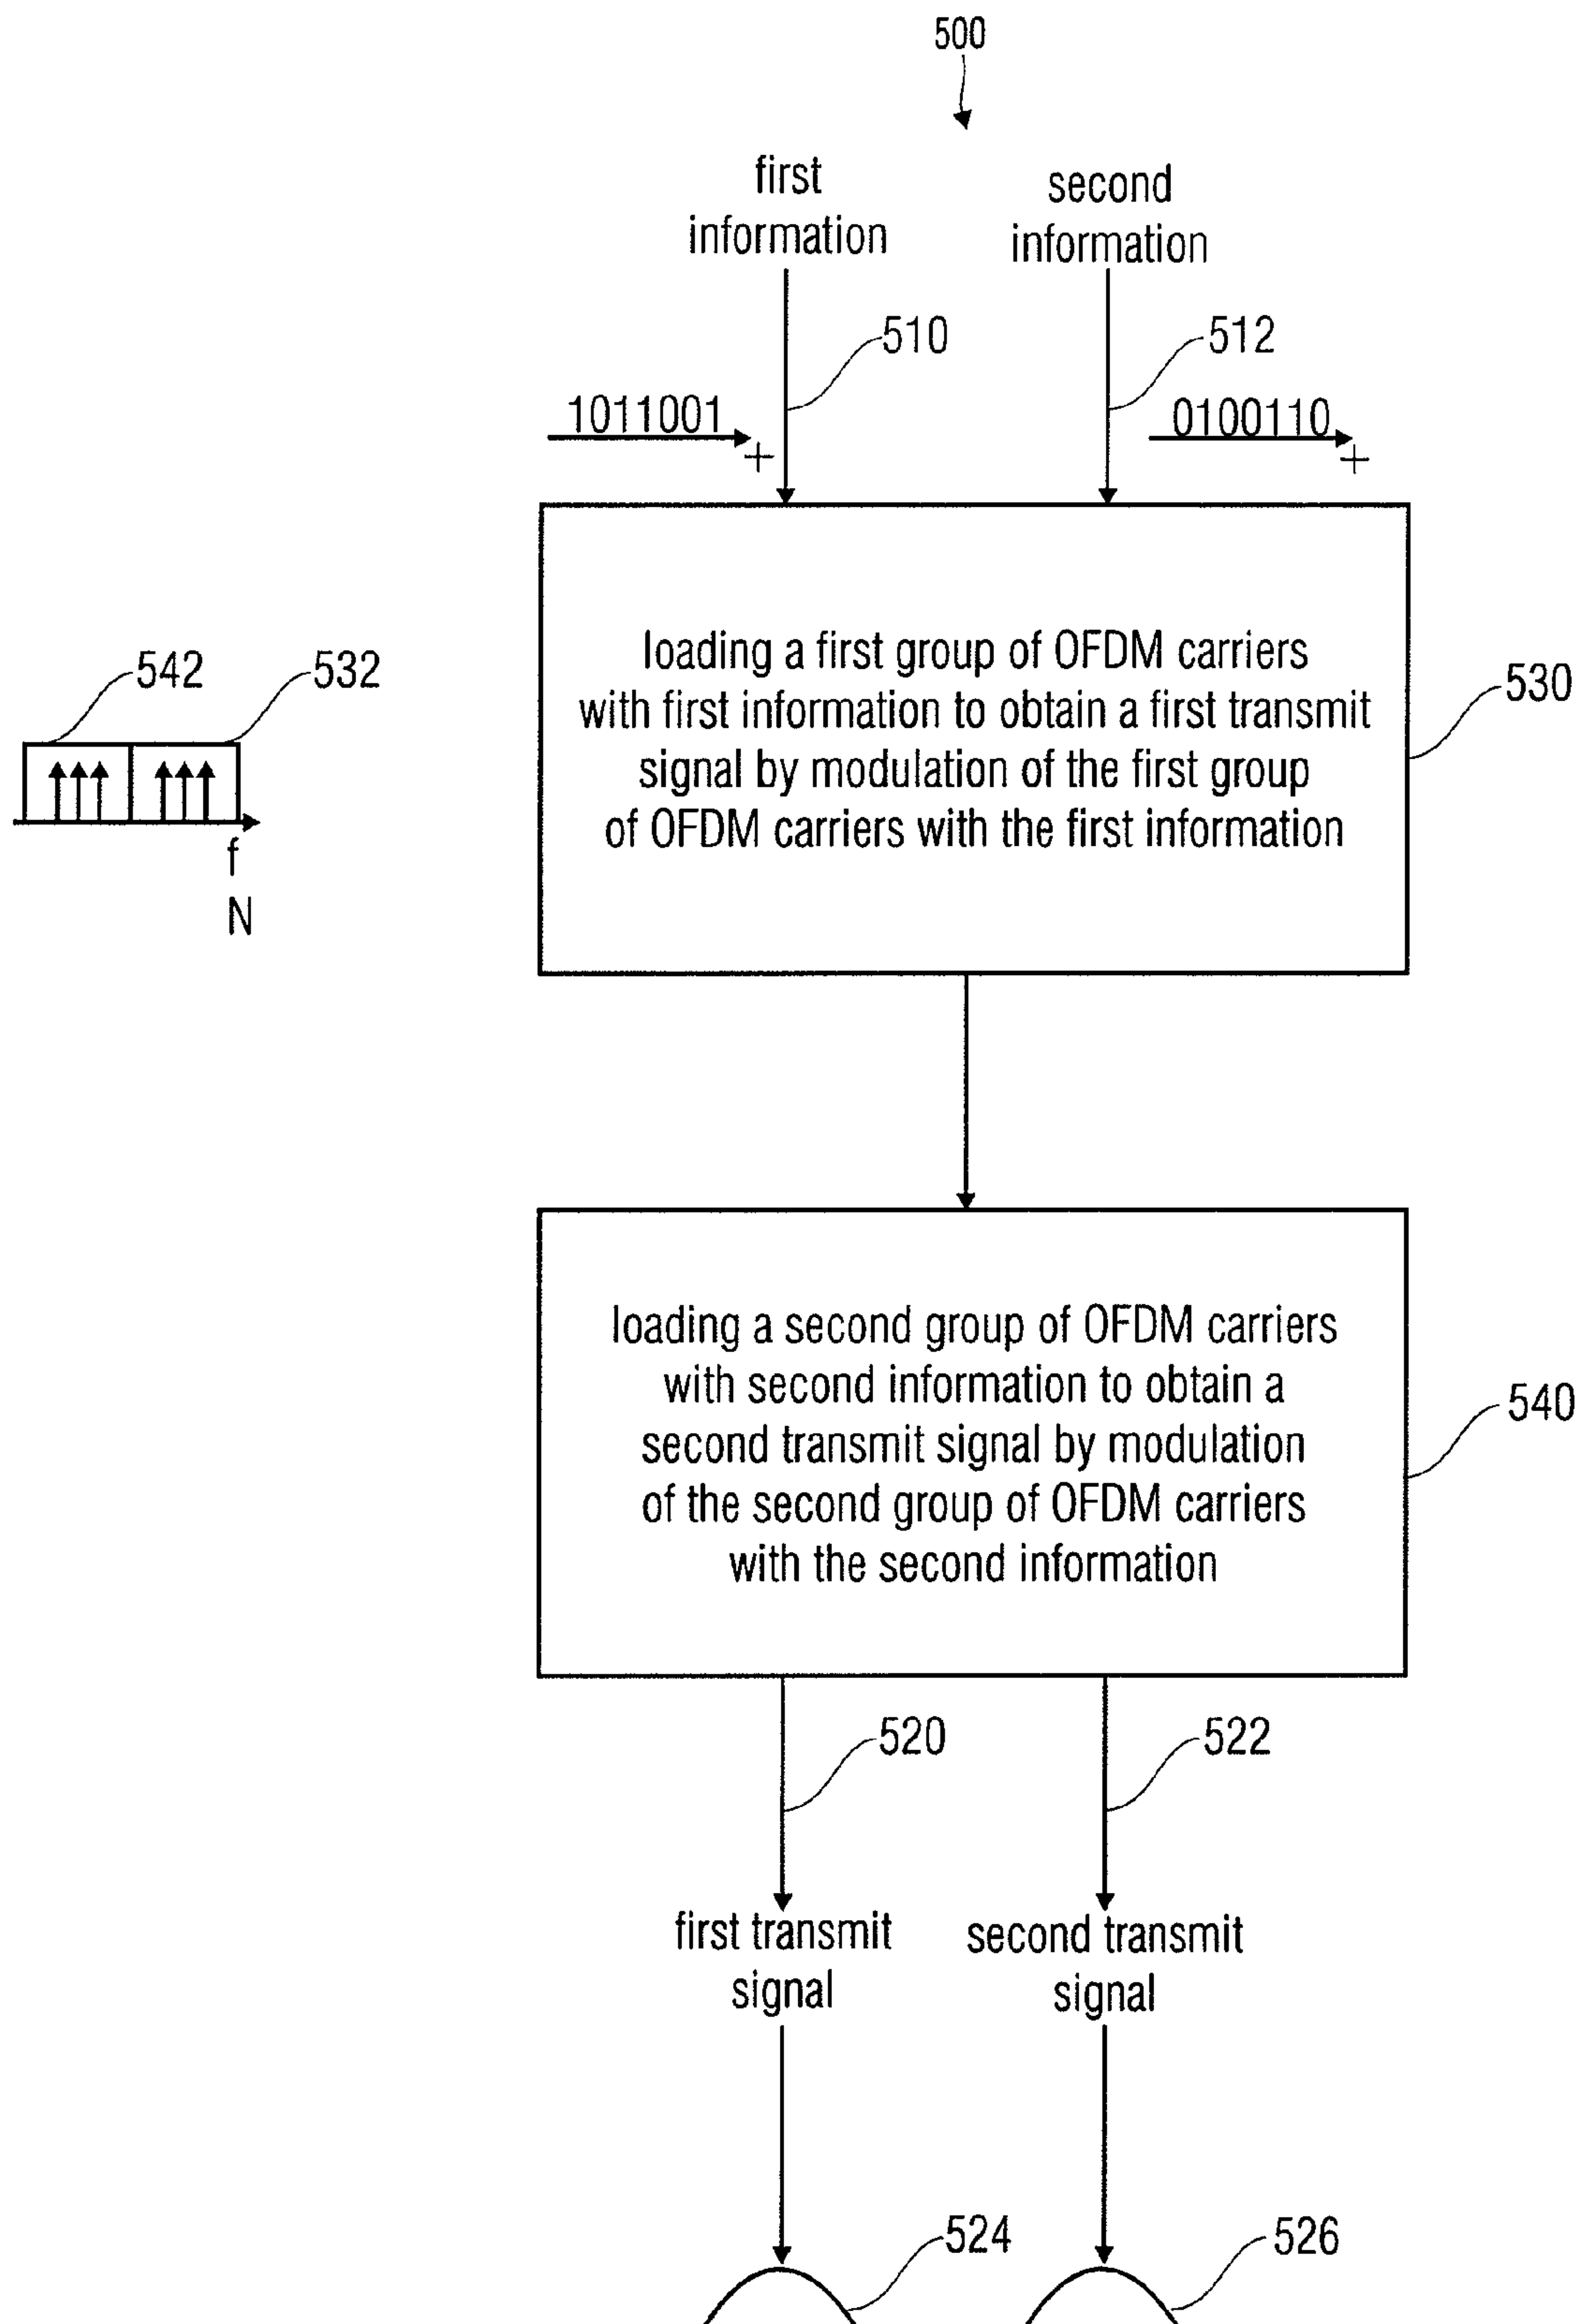 500
first
information
second
information
510
512
1011001
+
0100110
+
loading a first group of OFDM carriers
with first information to obtain a first transmit
signal by modulation of the first group
of OFDM carriers with the first information
530
542
532
f
N
loading a second group of OFDM carriers
with second information to obtain a
second transmit signal by modulation
of the second group of OFDM carriers
with the second information
540
520
522
first transmit
signal
second transmit
signal
524
526